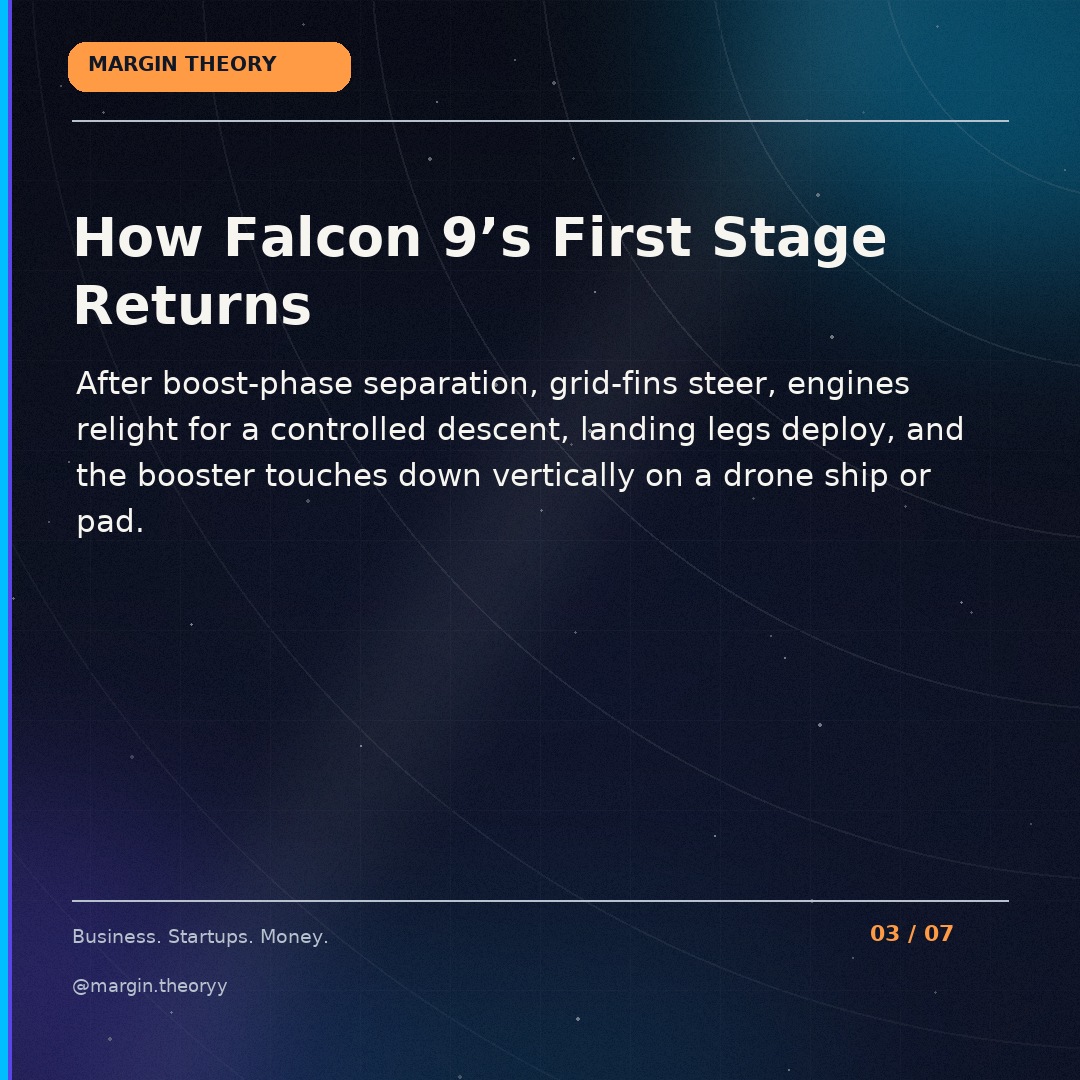 MARGIN THEORY
How Falcon 9’s First Stage
Returns
After boost-phase separation, grid-fins steer, engines
relight for a controlled descent, landing legs deploy, and
the booster touches down vertically on a drone ship or
pad.
Business. Startups. Money.
03 / 07
@margin.theoryy